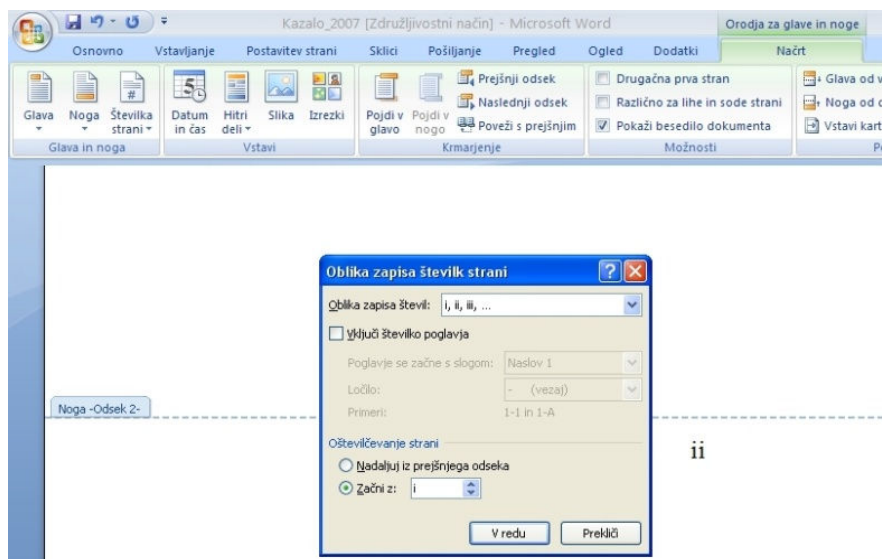 Kazalo_2007 [Združljivostni način] - Microsoft Word
Orodja za glave in noge
Osnovno Vstavljanje Postavitev strani Sklici Pošiljanje Pregled Ogled Dodatki Načrt
Glava
Noga
Številka strani
Glava in noga
Datum in čas
Hitri deli
Slika
Izrezki
Vstavi
Pojdi v glavo
Pojdi v nogo
Prejšnji odsek
Naslednji odsek
Poveži s prejšnjim
Krmarjenje
Drugačna prva stran
Različno za lihe in sode strani
Pokaži besedilo dokumenta
Možnosti
Glava od v
Noga od
Vstavi kart
Oblika zapisa številk strani
Oblika zapisa števil: i, ii, iii, ...
Vključi številko poglavja
Poglavje se začne s slogom: Naslov 1
Ločilo: - (vezaj)
Primeri: 1-1 in 1-A
Oštevilčevanje strani
Nadaljuj iz prejšnjega odseka
Začni z: i
V redu Prekliči
Noga -Odsek 2-
ii